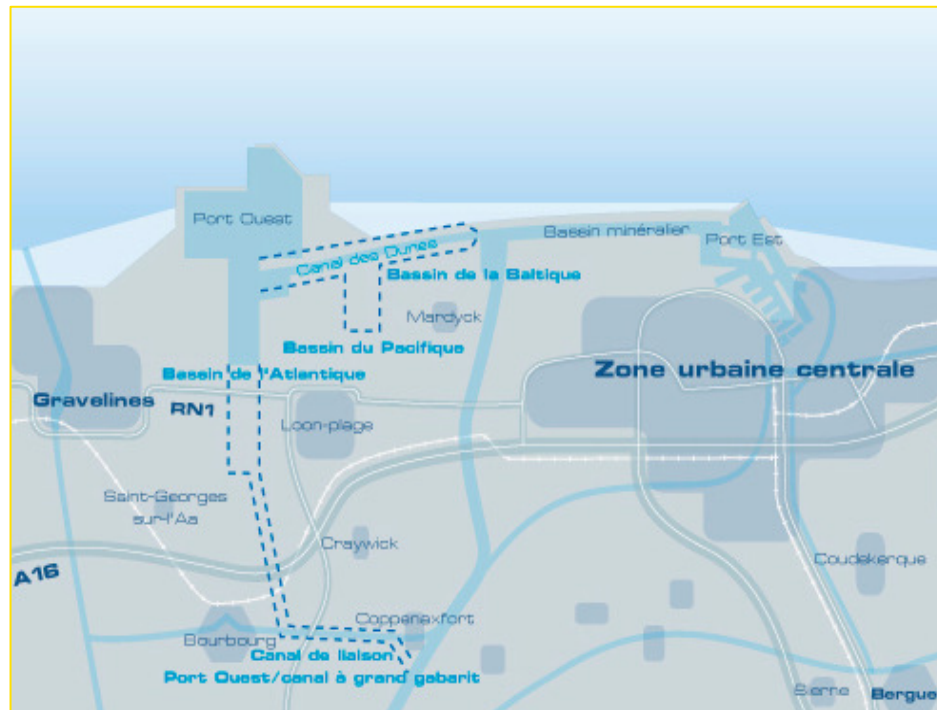 Port Ouest
Bassin minéralier
Port Est
Canal des Dunes
Bassin de la Baltique
Mardyck
Bassin du Pacifique
Bassin de l'Atlantique
Zone urbaine centrale
Gravelines
RN1
Loon-plage
Saint-Georges
sur-l'Aa
Craywick
Coudekerque
A16
Coppenaxfort
Bourbourg
Canal de liaison
Port Ouest/canal à grand gabarit
Bierne
Bergue